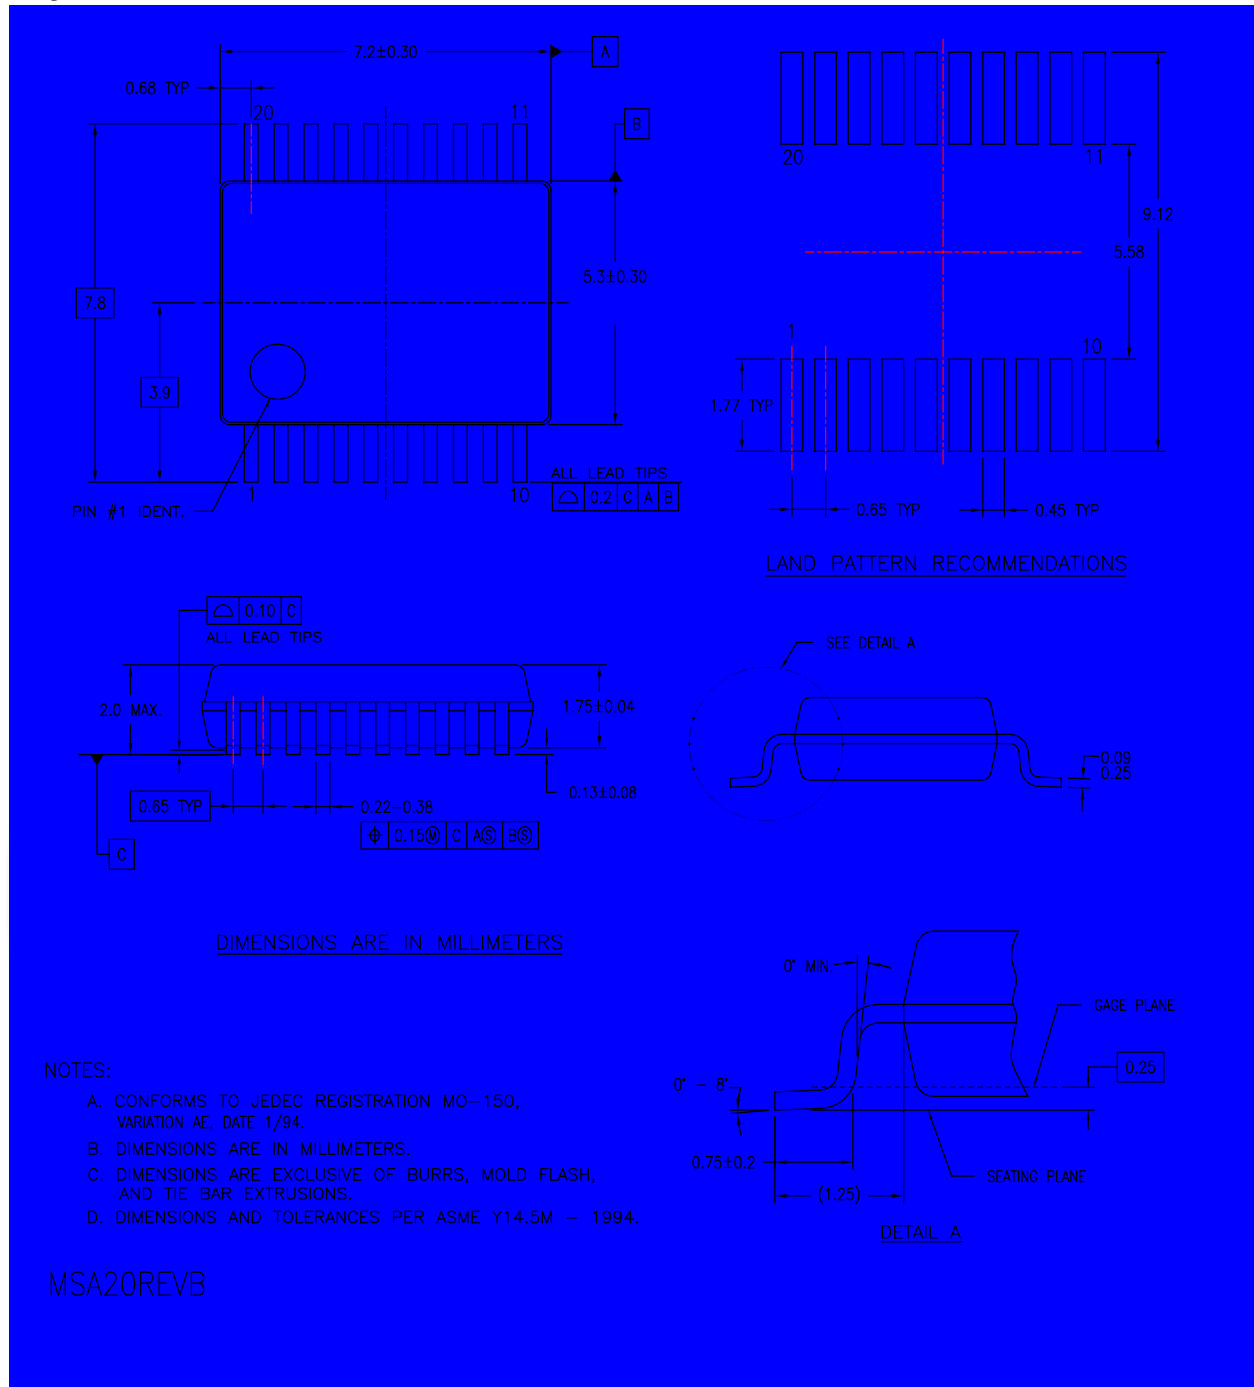 7.2±0.30
A
0.68 TYP
20
11
B
7.8
5.3±0.30
3.9
1
10
ALL LEAD TIPS
0.2 C A B
PIN #1 IDENT.
20
11
9.12
5.58
1
10
1.77 TYP
0.65 TYP
0.45 TYP
LAND PATTERN RECOMMENDATIONS
0.10 C
ALL LEAD TIPS
2.0 MAX.
1.75±0.04
0.13±0.08
0.65 TYP
0.22-0.38
⌖ 0.15Ⓜ C AⓈ BⓈ
C
SEE DETAIL A
0.09
0.25
DIMENSIONS ARE IN MILLIMETERS
0° MIN.
GAGE PLANE
0.25
0° - 8°
0.75±0.2
SEATING PLANE
(1.25)
DETAIL A
NOTES:
A. CONFORMS TO JEDEC REGISTRATION MO-150,
VARIATION AE, DATE 1/94.
B. DIMENSIONS ARE IN MILLIMETERS.
C. DIMENSIONS ARE EXCLUSIVE OF BURRS, MOLD FLASH,
AND TIE BAR EXTRUSIONS.
D. DIMENSIONS AND TOLERANCES PER ASME Y14.5M - 1994.
MSA20REVB